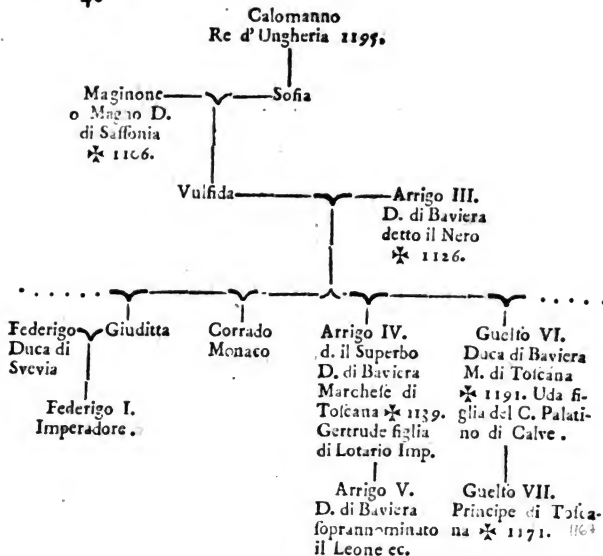 Calomanno
Re d'Ungheria 1195.
Maginone
o Magno D.
di Saſſonia
✠ 1106.
Sofia
Vulfida
Arrigo III.
D. di Baviera
detto il Nero
✠ 1126.
Federigo
Duca di
Svevia
Giuditta
Federigo I.
Imperadore.
Corrado
Monaco
Arrigo IV.
d. il Superbo
D. di Baviera
Marcheſe di
Toſcana ✠ 1139.
Gertrude figlia
di Lotario Imp.
Arrigo V.
D. di Baviera
ſoprannominato
il Leone ec.
Guelfo VI.
Duca di Baviera
M. di Toſcana
✠ 1191. Uda fi-
glia del C. Palati-
no di Calve.
Guelfo VII.
Principe di Toſca-
na ✠ 1171.